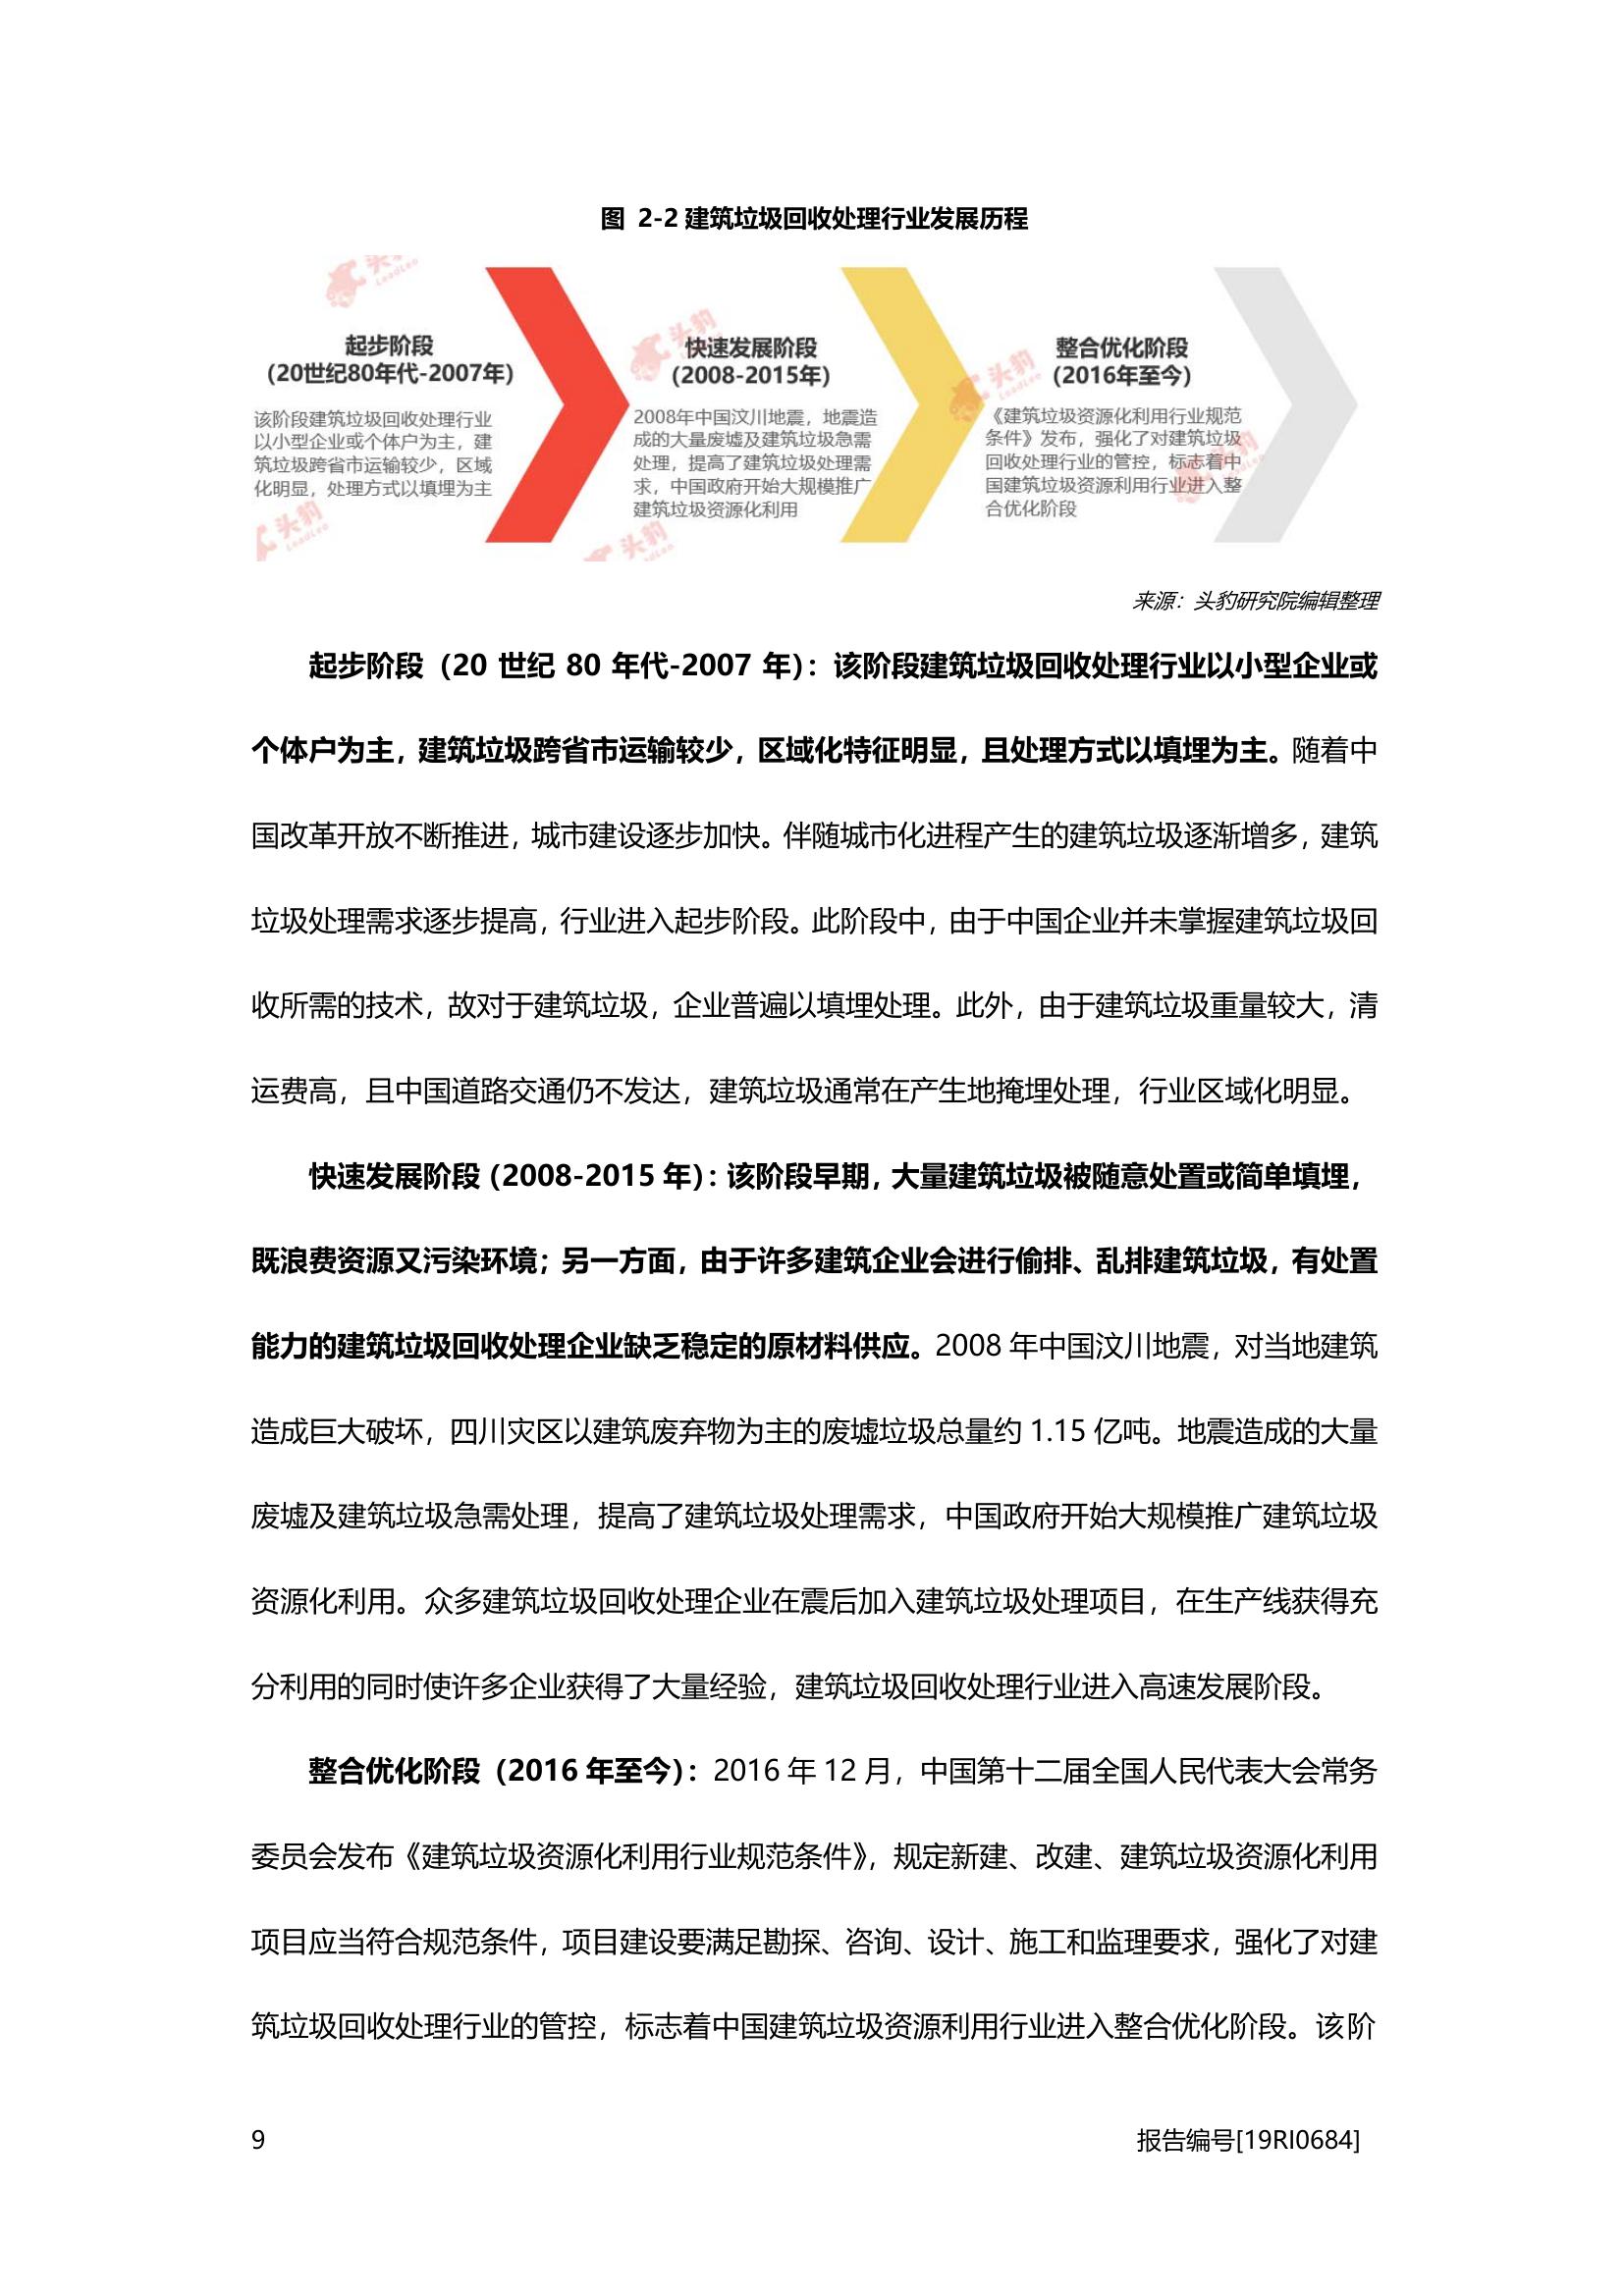 图 2-2 建筑垃圾回收处理行业发展历程
头豹
LeadLeo
起步阶段
（20世纪80年代-2007年）
该阶段建筑垃圾回收处理行业
以小型企业或个体户为主，建
筑垃圾跨省市运输较少，区域
化明显，处理方式以填埋为主
头豹
LeadLeo
头豹
快速发展阶段
（2008-2015年）
2008年中国汶川地震，地震造
成的大量废墟及建筑垃圾急需
处理，提高了建筑垃圾处理需
求，中国政府开始大规模推广
建筑垃圾资源化利用
头豹
LeadLeo
头豹
LeadLeo
整合优化阶段
（2016年至今）
《建筑垃圾资源化利用行业规范
条件》发布，强化了对建筑垃圾
回收处理行业的管控，标志着中
国建筑垃圾资源利用行业进入整
合优化阶段
头豹
LeadLeo
来源：头豹研究院编辑整理
起步阶段（20 世纪 80 年代-2007 年）：该阶段建筑垃圾回收处理行业以小型企业或
个体户为主，建筑垃圾跨省市运输较少，区域化特征明显，且处理方式以填埋为主。随着中
国改革开放不断推进，城市建设逐步加快。伴随城市化进程产生的建筑垃圾逐渐增多，建筑
垃圾处理需求逐步提高，行业进入起步阶段。此阶段中，由于中国企业并未掌握建筑垃圾回
收所需的技术，故对于建筑垃圾，企业普遍以填埋处理。此外，由于建筑垃圾重量较大，清
运费高，且中国道路交通仍不发达，建筑垃圾通常在产生地掩埋处理，行业区域化明显。
快速发展阶段（2008-2015 年）：该阶段早期，大量建筑垃圾被随意处置或简单填埋，
既浪费资源又污染环境；另一方面，由于许多建筑企业会进行偷排、乱排建筑垃圾，有处置
能力的建筑垃圾回收处理企业缺乏稳定的原材料供应。2008 年中国汶川地震，对当地建筑
造成巨大破坏，四川灾区以建筑废弃物为主的废墟垃圾总量约 1.15 亿吨。地震造成的大量
废墟及建筑垃圾急需处理，提高了建筑垃圾处理需求，中国政府开始大规模推广建筑垃圾
资源化利用。众多建筑垃圾回收处理企业在震后加入建筑垃圾处理项目，在生产线获得充
分利用的同时使许多企业获得了大量经验，建筑垃圾回收处理行业进入高速发展阶段。
整合优化阶段（2016 年至今）：2016 年 12 月，中国第十二届全国人民代表大会常务
委员会发布《建筑垃圾资源化利用行业规范条件》，规定新建、改建、建筑垃圾资源化利用
项目应当符合规范条件，项目建设要满足勘探、咨询、设计、施工和监理要求，强化了对建
筑垃圾回收处理行业的管控，标志着中国建筑垃圾资源利用行业进入整合优化阶段。该阶
9
报告编号[19RI0684]